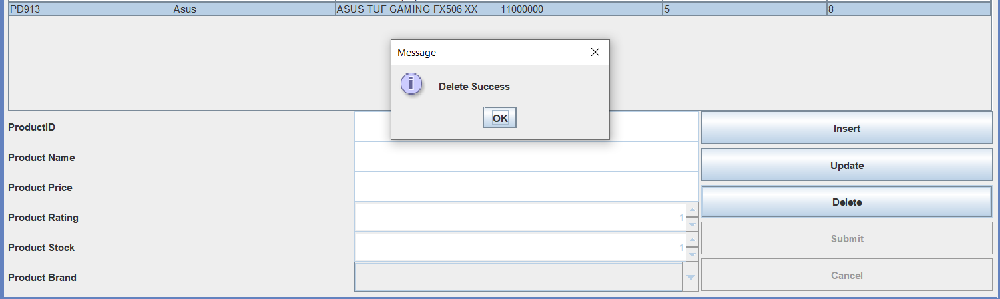 PD913 Asus ASUS TUF GAMING FX506 XX 11000000 5 8
Message
Delete Success
OK
ProductID
Insert
Product Name
Update
Product Price
Delete
Product Rating 1
Submit
Product Stock 1
Cancel
Product Brand